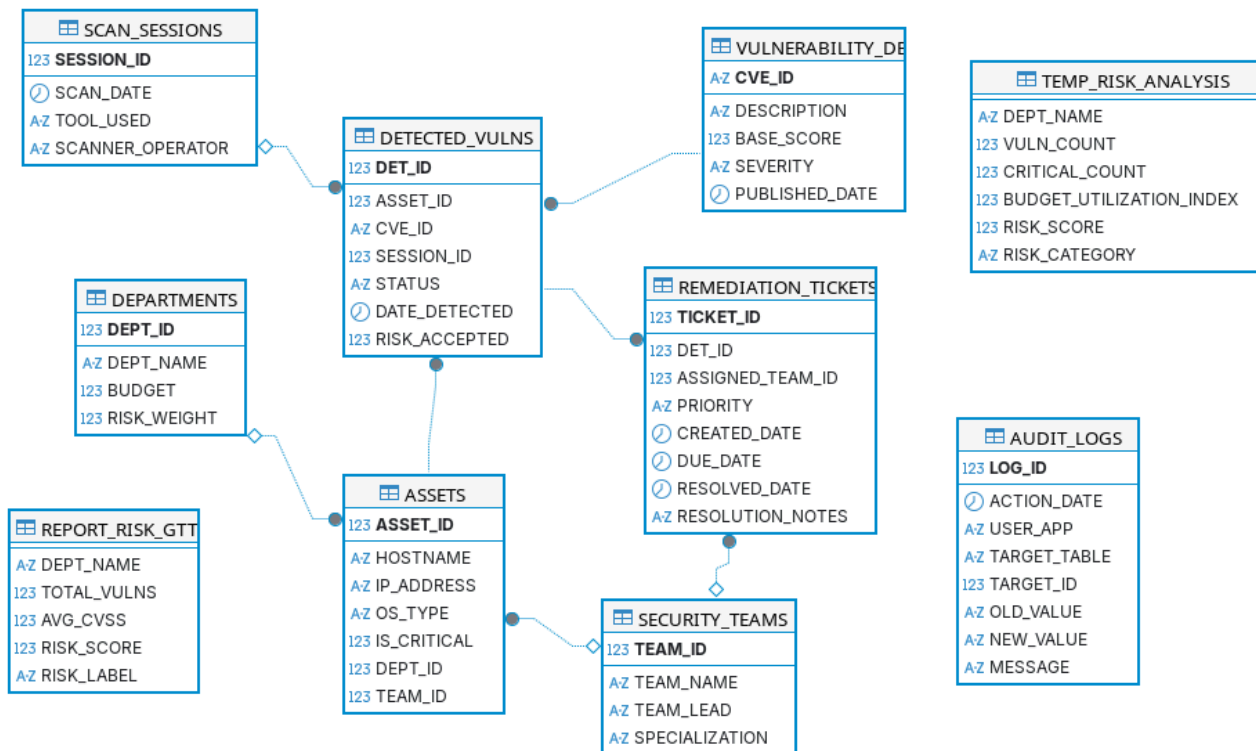 SCAN_SESSIONS
123 SESSION_ID
SCAN_DATE
A-Z TOOL_USED
A-Z SCANNER_OPERATOR
DETECTED_VULNS
123 DET_ID
123 ASSET_ID
A-Z CVE_ID
123 SESSION_ID
A-Z STATUS
DATE_DETECTED
123 RISK_ACCEPTED
VULNERABILITY_DE
A-Z CVE_ID
A-Z DESCRIPTION
123 BASE_SCORE
A-Z SEVERITY
PUBLISHED_DATE
TEMP_RISK_ANALYSIS
A-Z DEPT_NAME
123 VULN_COUNT
123 CRITICAL_COUNT
123 BUDGET_UTILIZATION_INDEX
123 RISK_SCORE
A-Z RISK_CATEGORY
DEPARTMENTS
123 DEPT_ID
A-Z DEPT_NAME
123 BUDGET
123 RISK_WEIGHT
REMEDIATION_TICKETS
123 TICKET_ID
123 DET_ID
123 ASSIGNED_TEAM_ID
A-Z PRIORITY
CREATED_DATE
DUE_DATE
RESOLVED_DATE
A-Z RESOLUTION_NOTES
REPORT_RISK_GTT
A-Z DEPT_NAME
123 TOTAL_VULNS
123 AVG_CVSS
123 RISK_SCORE
A-Z RISK_LABEL
ASSETS
123 ASSET_ID
A-Z HOSTNAME
A-Z IP_ADDRESS
A-Z OS_TYPE
123 IS_CRITICAL
123 DEPT_ID
123 TEAM_ID
SECURITY_TEAMS
123 TEAM_ID
A-Z TEAM_NAME
A-Z TEAM_LEAD
A-Z SPECIALIZATION
AUDIT_LOGS
123 LOG_ID
ACTION_DATE
A-Z USER_APP
A-Z TARGET_TABLE
123 TARGET_ID
A-Z OLD_VALUE
A-Z NEW_VALUE
A-Z MESSAGE